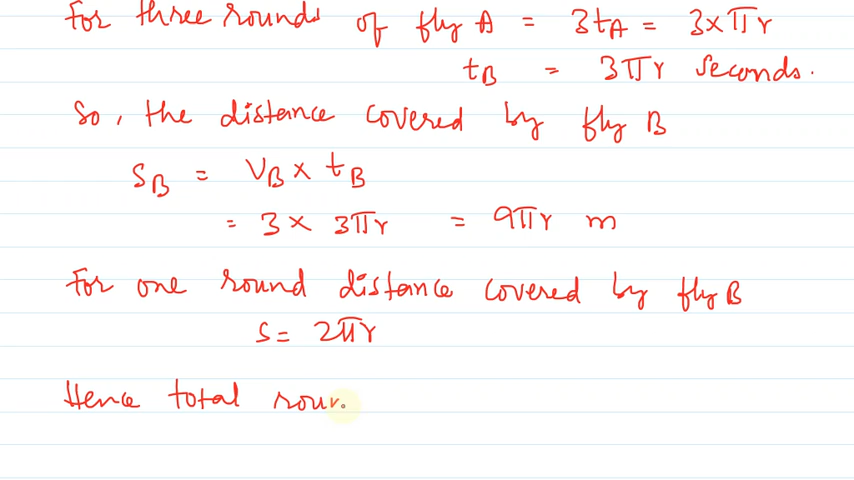 For three rounds of fly A = 3tA = 3×πr
tB = 3πr seconds.
So, the distance covered by fly B
SB = VB × tB
= 3 × 3πr = 9πr m
For one round distance covered by fly B
S = 2πr
Hence total roun